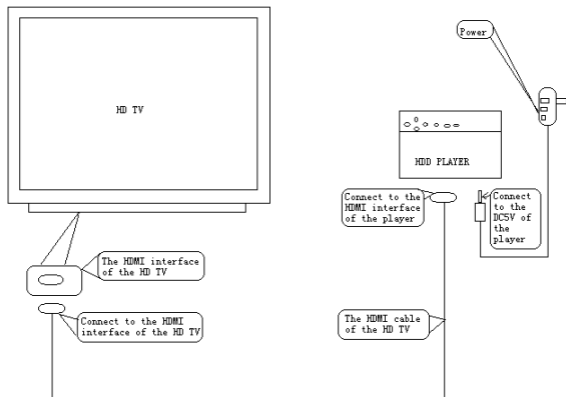 HD TV
The HDMI interface
of the HD TV
Connect to the HDMI
interface of the HD TV
Power
HDD PLAYER
Connect to the
HDMI interface
of the player
Connect
to the
DC5V of
the
player
The HDMI cable
of the HD TV